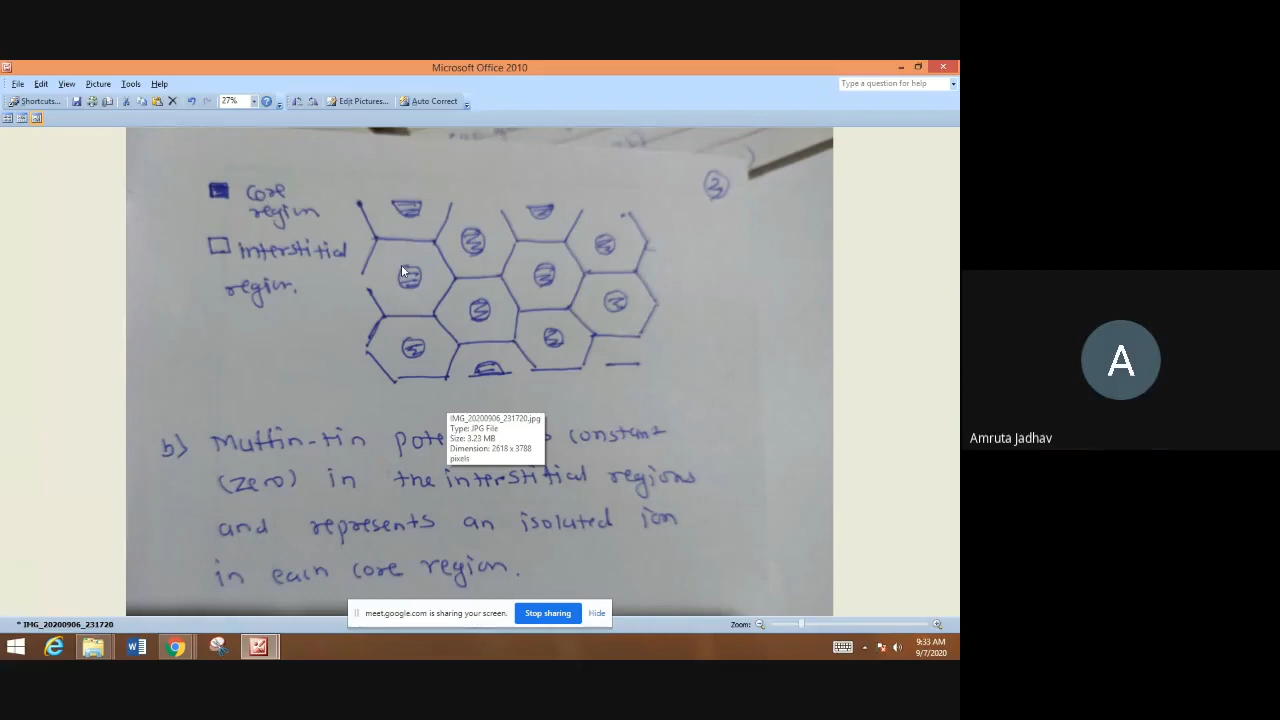 Microsoft Office 2010
File Edit View Picture Tools Help
Type a question for help
Shortcuts... 27% Edit Pictures... Auto Correct
3
Core
region
Interstitial
region.
IMG_20200906_231720.jpg
Type: JPG File
Size: 3.23 MB
Dimension: 2618 x 3788
pixels
b) Muffin-tin constant
(zero) in the interstitial regions
and represents an isolated ion
in each core region.
meet.google.com is sharing your screen. Stop sharing Hide
* IMG_20200906_231720
Zoom:
9:33 AM
9/7/2020
A
Amruta Jadhav